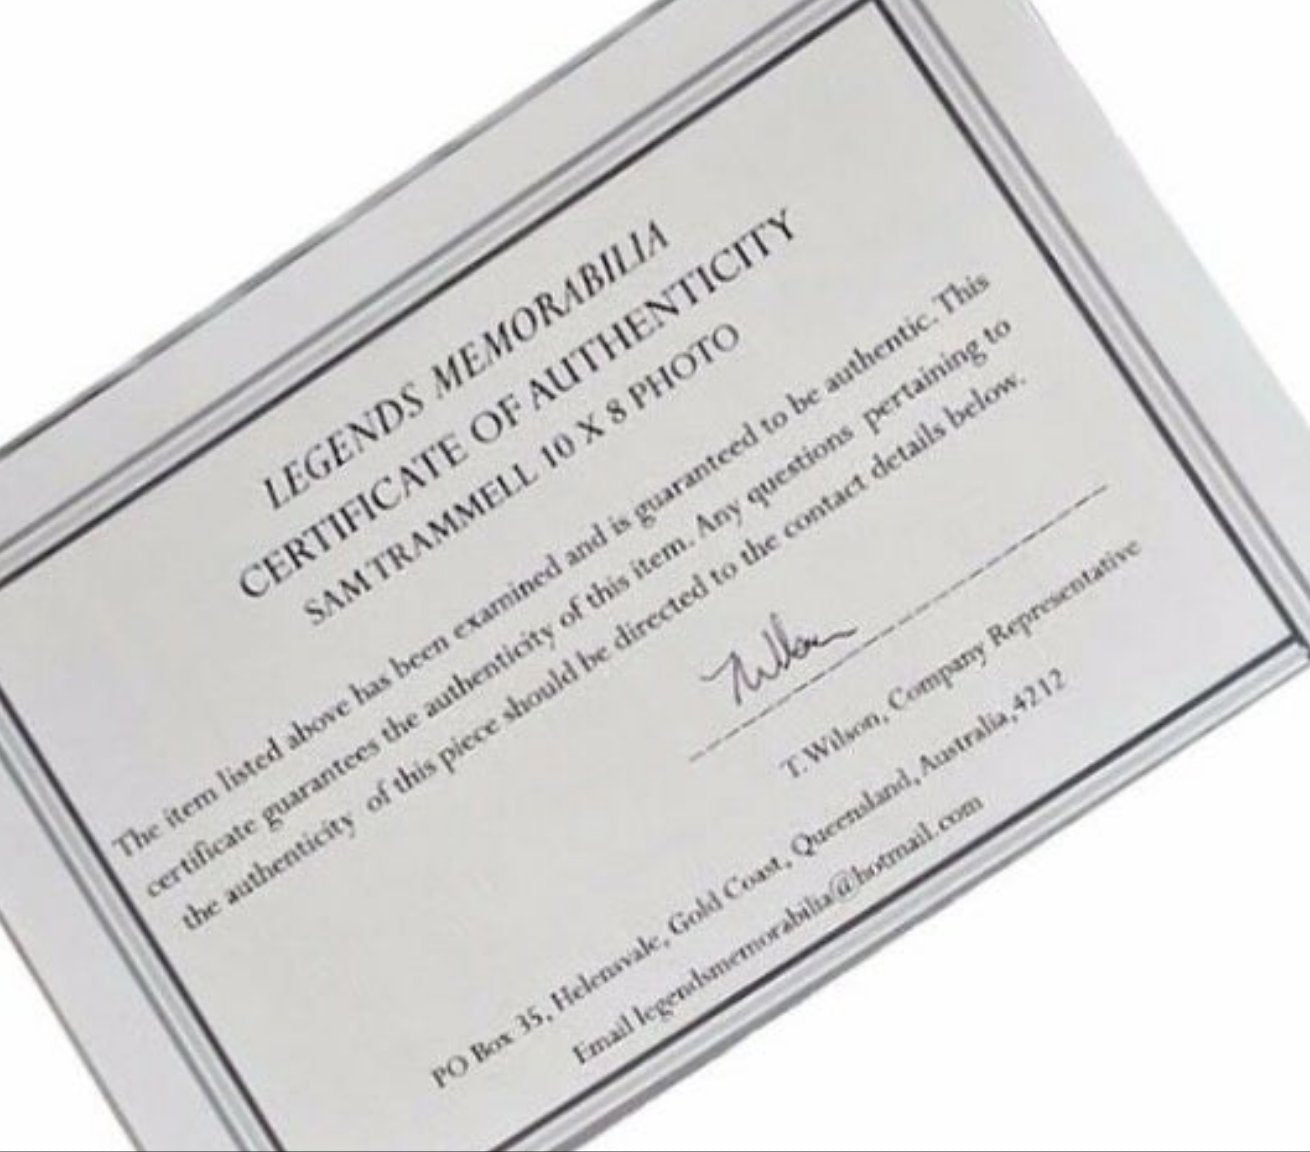 LEGENDS MEMORABILIA
CERTIFICATE OF AUTHENTICITY
SAM TRAMMELL 10 X 8 PHOTO
The item listed above has been examined and is guaranteed to be authentic. This
certificate guarantees the authenticity of this item. Any questions pertaining to
the authenticity of this piece should be directed to the contact details below.
TWilson
T. Wilson, Company Representative
PO Box 35, Helensvale, Gold Coast, Queensland, Australia, 4212
Email legendsmemorabilia@hotmail.com